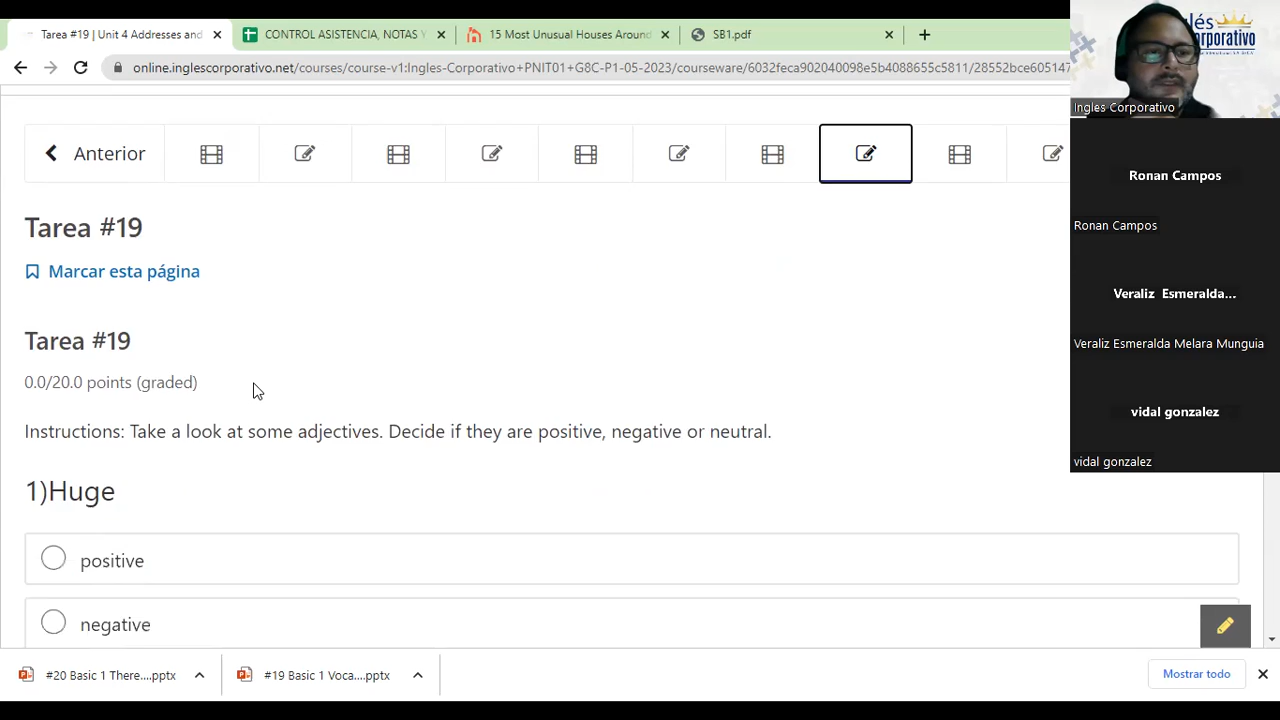 Tarea #19 | Unit 4 Addresses and
CONTROL ASISTENCIA, NOTAS Y
15 Most Unusual Houses Around
SB1.pdf
online.inglescorporativo.net/courses/course-v1:Ingles-Corporativo+PNIT01+G8C-P1-05-2023/courseware/6032feca902040098e5b4088655c5811/28552bce605147
Anterior
Tarea #19
Marcar esta página
Tarea #19
0.0/20.0 points (graded)
Instructions: Take a look at some adjectives. Decide if they are positive, negative or neutral.
1)Huge
positive
negative
#20 Basic 1 There....pptx
#19 Basic 1 Voca....pptx
Mostrar todo
Ingles Corporativo
Ronan Campos
Ronan Campos
Veraliz Esmeralda...
Veraliz Esmeralda Melara Munguia
vidal gonzalez
vidal gonzalez